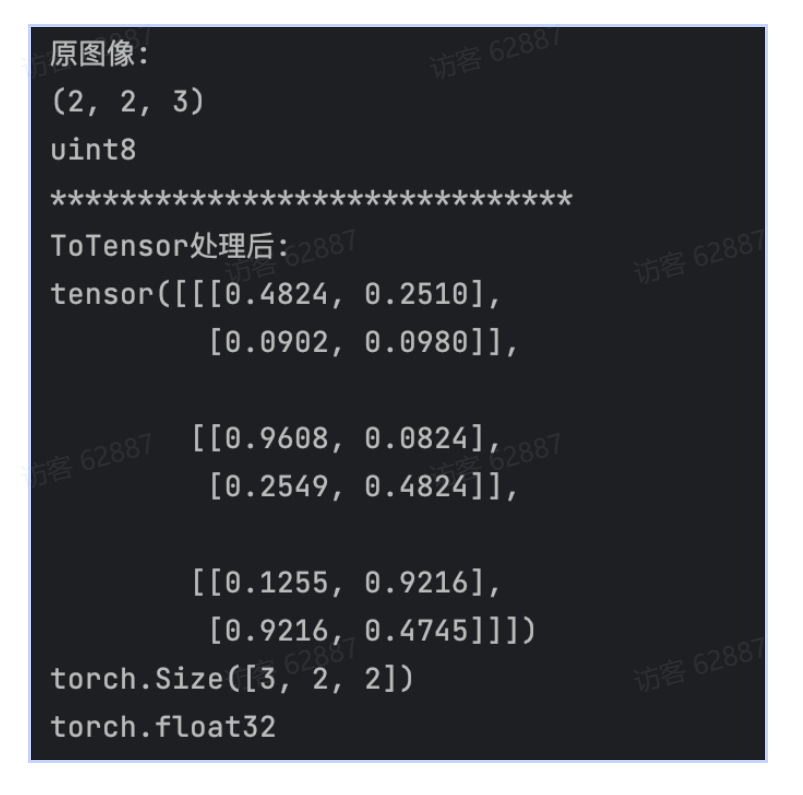 原图像:
(2, 2, 3)
uint8
******************************
ToTensor处理后:
tensor([[[0.4824, 0.2510],
         [0.0902, 0.0980]],

        [[0.9608, 0.0824],
         [0.2549, 0.4824]],

        [[0.1255, 0.9216],
         [0.9216, 0.4745]]])
torch.Size([3, 2, 2])
torch.float32
访客 62887
访客 62887
访客 62887
访客 62887
访客 62887
访客 62887
访客 62887
访客 62887